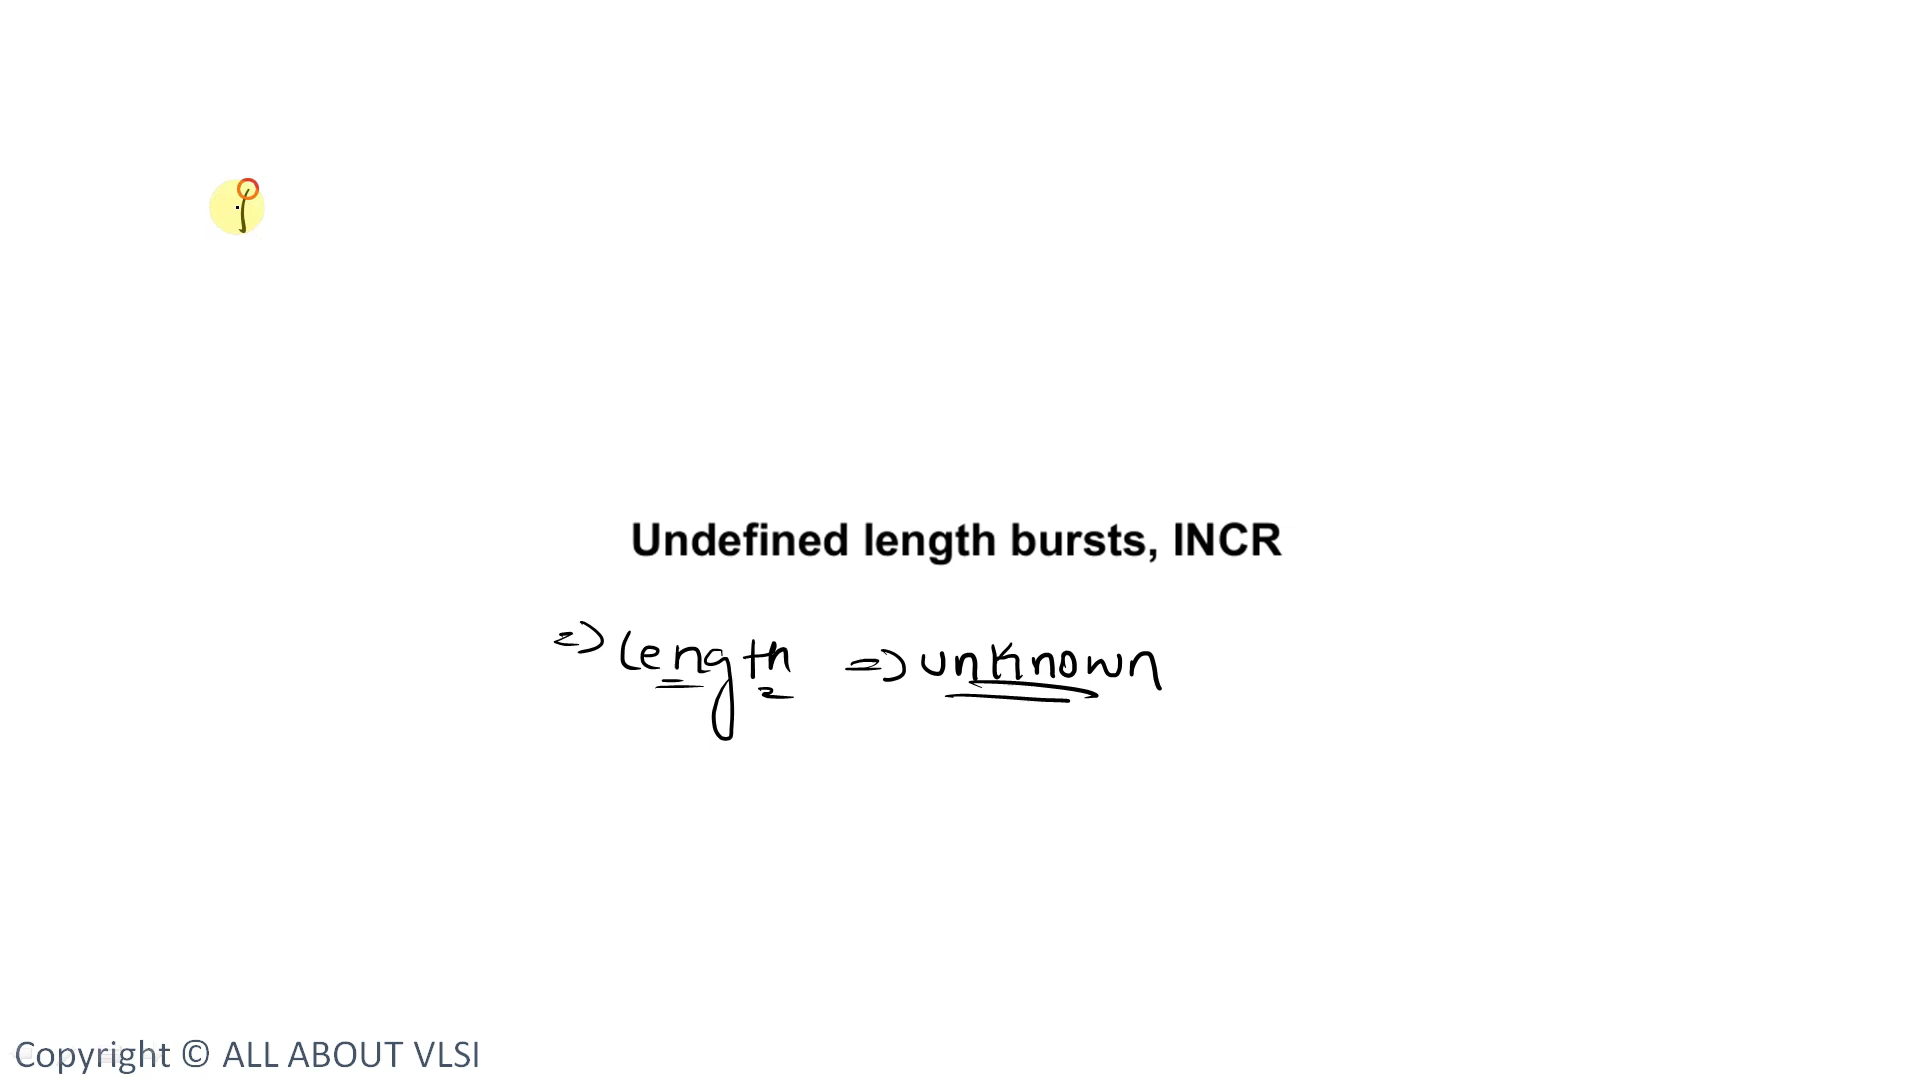 Undefined length bursts, INCR
=> length => unknown
Copyright © ALL ABOUT VLSI